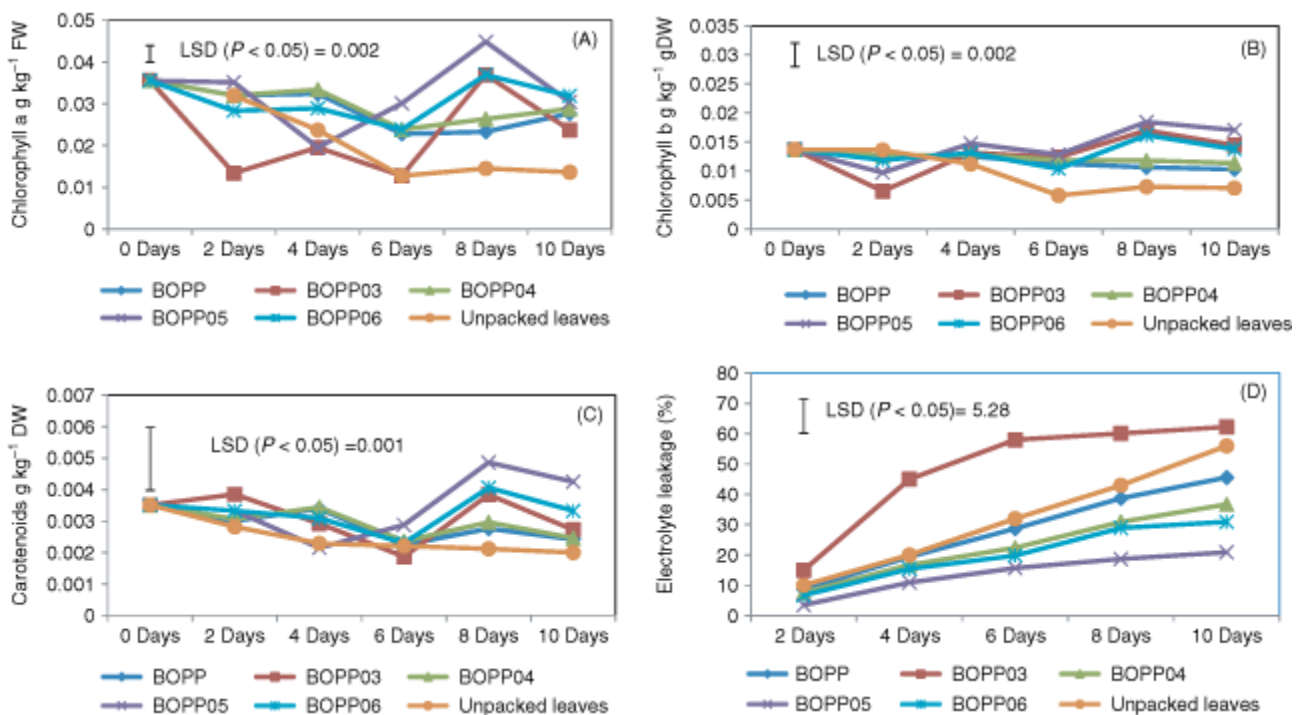 Chlorophyll a g kg⁻¹ FW
0.05
0.04
0.03
0.02
0.01
0
LSD (P < 0.05) = 0.002
(A)
0 Days 2 Days 4 Days 6 Days 8 Days 10 Days
BOPP BOPP03 BOPP04
BOPP05 BOPP06 Unpacked leaves
Chlorophyll b g kg⁻¹ gDW
0.035
0.03
0.025
0.02
0.015
0.01
0.005
0
LSD (P < 0.05) = 0.002
(B)
0 Days 2 Days 4 Days 6 Days 8 Days 10 Days
BOPP BOPP03 BOPP04
BOPP05 BOPP06 Unpacked leaves
Carotenoids g kg⁻¹ DW
0.007
0.006
0.005
0.004
0.003
0.002
0.001
0
LSD (P < 0.05) =0.001
(C)
0 Days 2 Days 4 Days 6 Days 8 Days 10 Days
BOPP BOPP03 BOPP04
BOPP05 BOPP06 Unpacked leaves
Electrolyte leakage (%)
80
70
60
50
40
30
20
10
0
LSD (P < 0.05)= 5.28
(D)
2 Days 4 Days 6 Days 8 Days 10 Days
BOPP BOPP03 BOPP04
BOPP05 BOPP06 Unpacked leaves